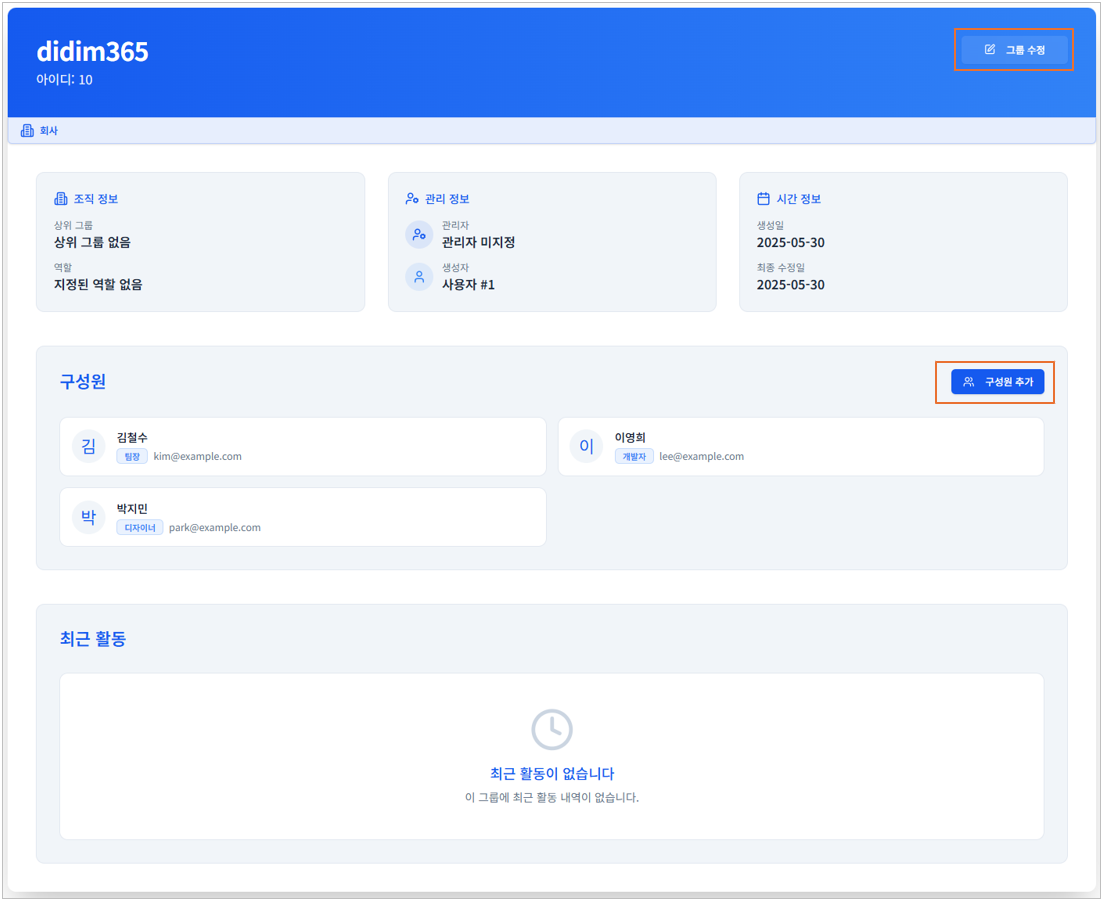 didim365
아이디: 10
그룹 수정
회사
조직 정보
상위 그룹
상위 그룹 없음
역할
지정된 역할 없음
관리 정보
관리자
관리자 미지정
생성자
사용자 #1
시간 정보
생성일
2025-05-30
최종 수정일
2025-05-30
구성원
구성원 추가
김
김철수
팀장 kim@example.com
이
이영희
개발자 lee@example.com
박
박지민
디자이너 park@example.com
최근 활동
최근 활동이 없습니다
이 그룹에 최근 활동 내역이 없습니다.